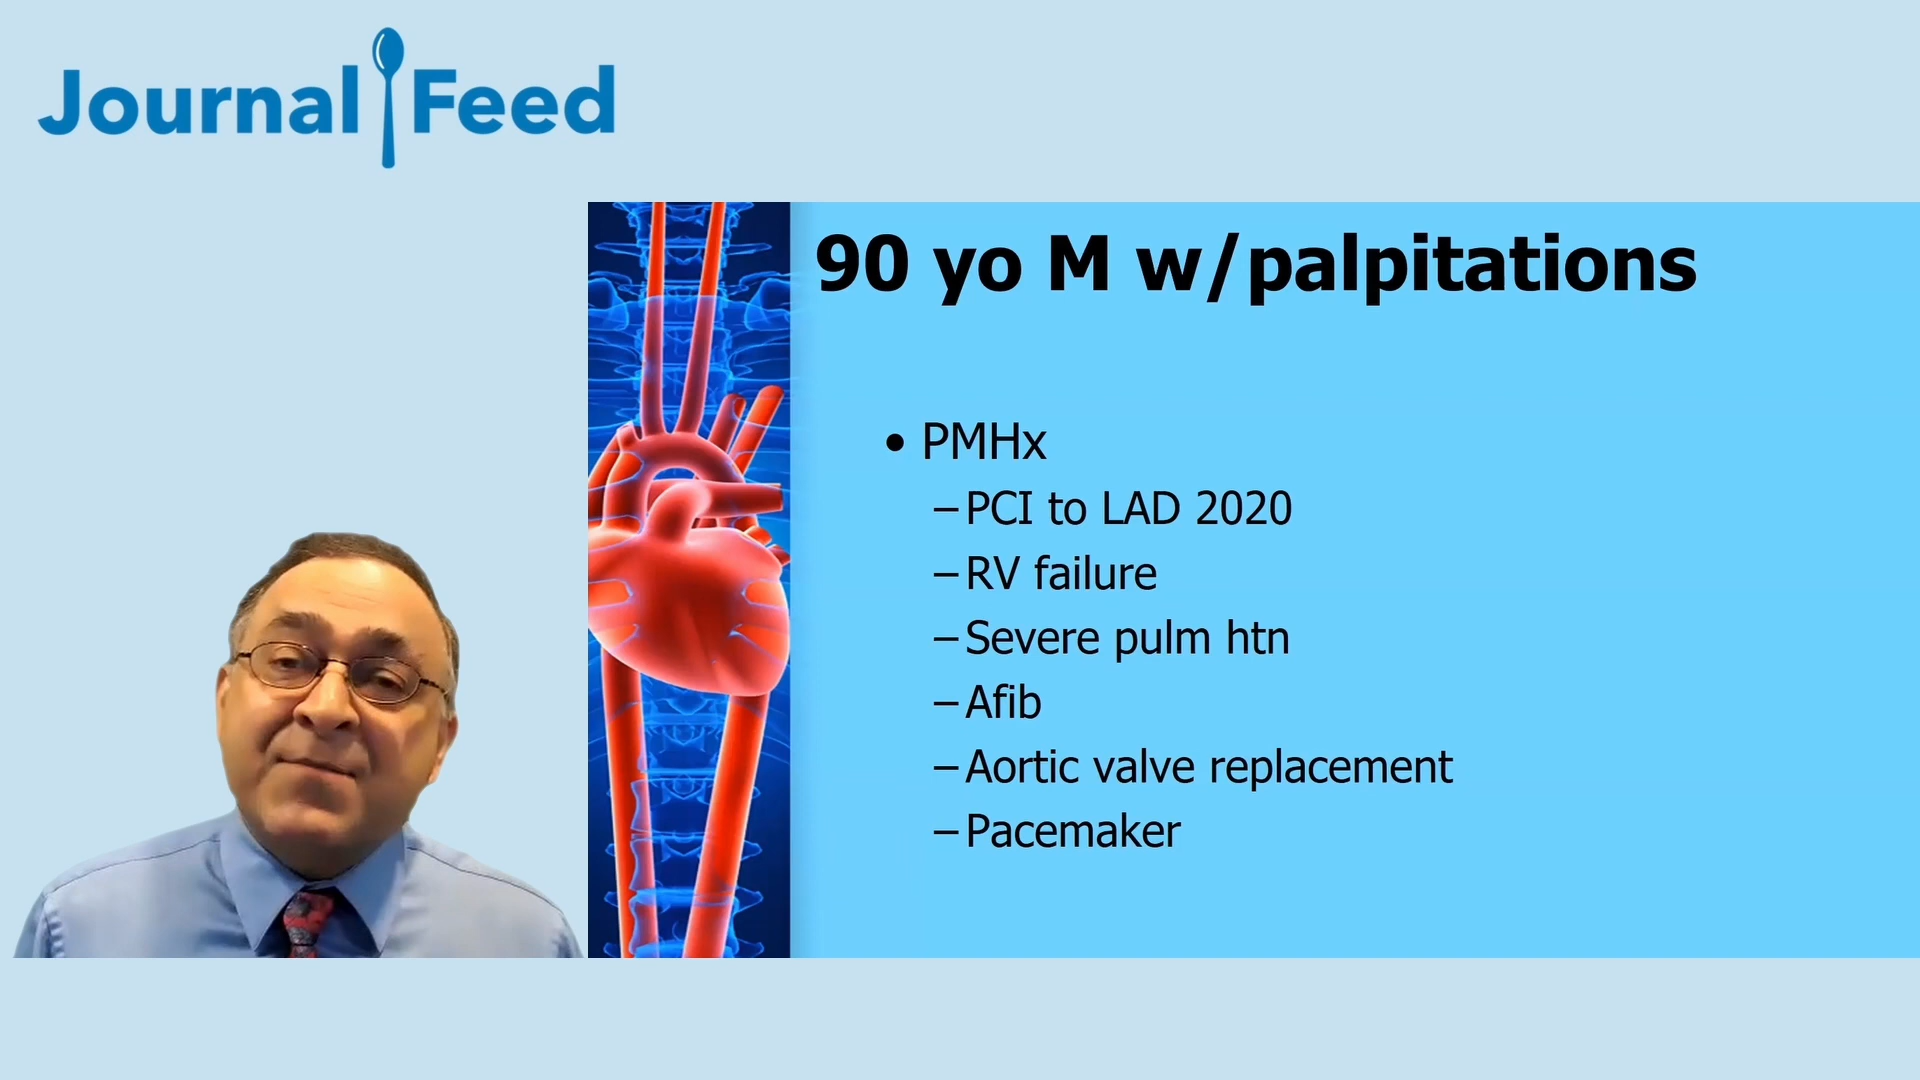 Journal Feed
90 yo M w/palpitations
• PMHx
–PCI to LAD 2020
–RV failure
–Severe pulm htn
–Afib
–Aortic valve replacement
–Pacemaker